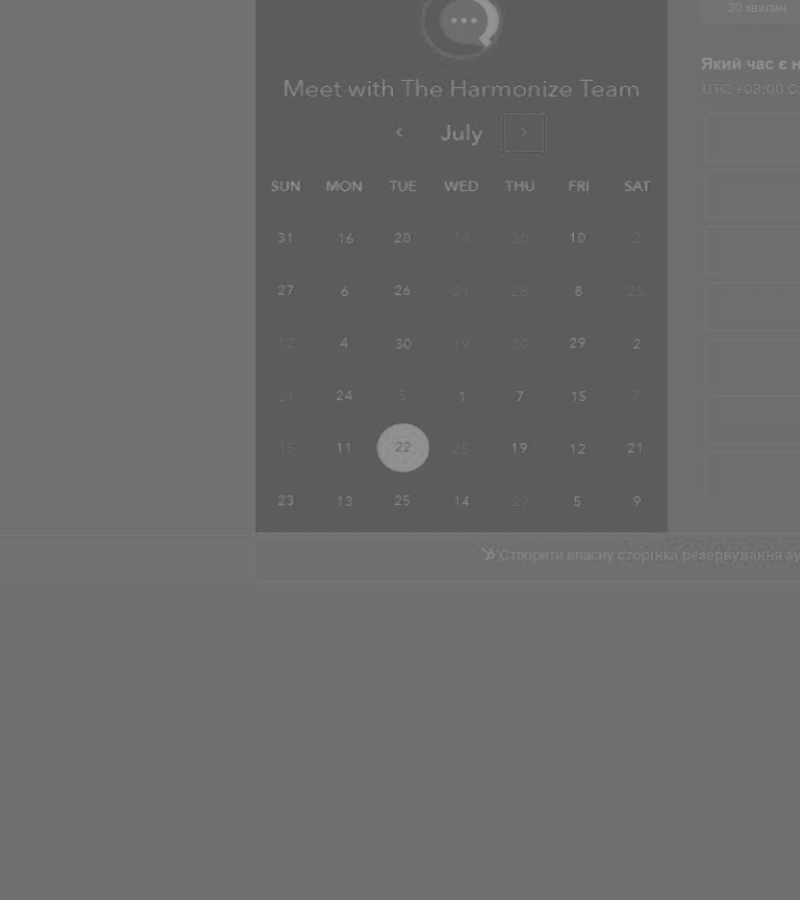 30 хвилин
Який час є н
UTC +03:00
Meet with The Harmonize Team
July
SUN MON TUE WED THU FRI SAT
31 16 20 14 30 10 2
27 6 26 21 28 8 25
12 4 30 19 30 29 2
21 24 5 1 7 15 7
15 11 22 25 19 12 21
23 13 25 14 29 5 9
Створити власну сторінка резервування зу